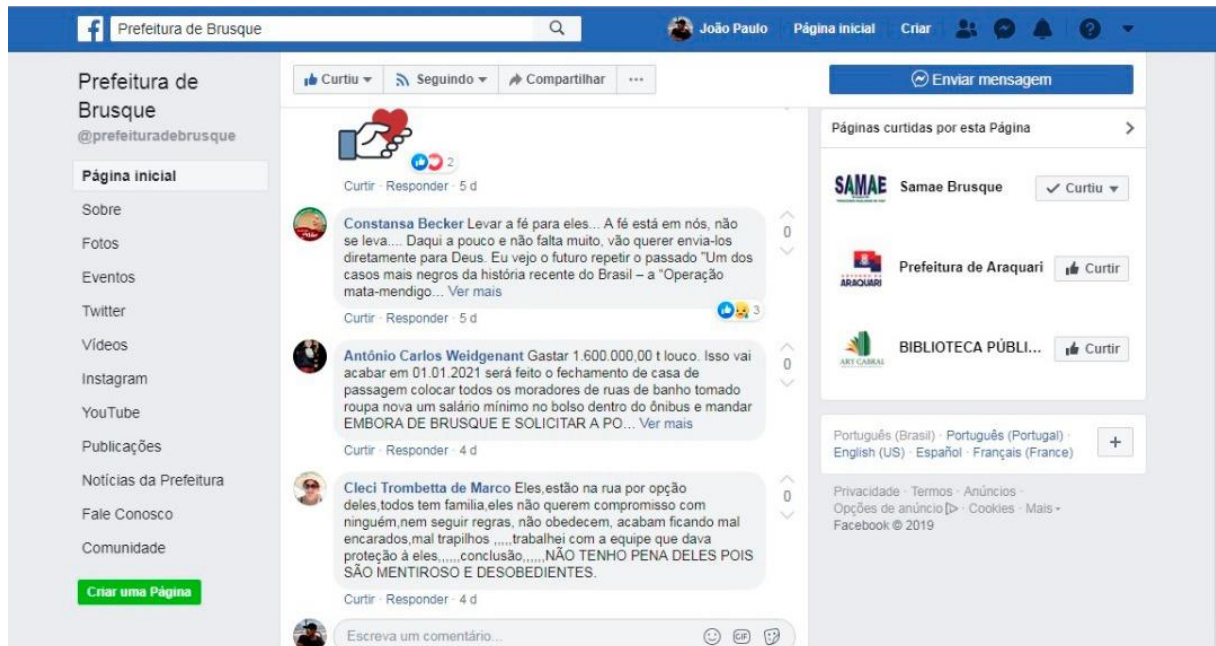 Prefeitura de Brusque
João Paulo
Página inicial
Criar
Prefeitura de
Brusque
@prefeituradebrusque
Página inicial
Sobre
Fotos
Eventos
Twitter
Vídeos
Instagram
YouTube
Publicações
Notícias da Prefeitura
Fale Conosco
Comunidade
Criar uma Página
Curtiu
Seguindo
Compartilhar
...
2
Curtir · Responder · 5 d
Constansa Becker Levar a fé para eles... A fé está em nós, não
se leva.... Daqui a pouco e não falta muito, vão querer envia-los
diretamente para Deus. Eu vejo o futuro repetir o passado "Um dos
casos mais negros da história recente do Brasil – a "Operação
mata-mendigo... Ver mais
0
3
Curtir · Responder · 5 d
Antônio Carlos Weidgenant Gastar 1.600.000,00 t louco. Isso vai
acabar em 01.01.2021 será feito o fechamento de casa de
passagem colocar todos os moradores de ruas de banho tomado
roupa nova um salário mínimo no bolso dentro do ônibus e mandar
EMBORA DE BRUSQUE E SOLICITAR A PO... Ver mais
0
Curtir · Responder · 4 d
Cleci Trombetta de Marco Eles,estão na rua por opção
deles,todos tem familia,eles não querem compromisso com
ninguém,nem seguir regras, não obedecem, acabam ficando mal
encarados,mal trapilhos ,,,,,trabalhei com a equipe que dava
proteção à eles,,,,,,conclusão,,,,,,NÃO TENHO PENA DELES POIS
SÃO MENTIROSO E DESOBEDIENTES.
0
Curtir · Responder · 4 d
Escreva um comentário...
GIF
Enviar mensagem
Páginas curtidas por esta Página
SAMAE
Samae Brusque
Curtiu
ARAQUARI
Prefeitura de Araquari
Curtir
ARY CABRAL
BIBLIOTECA PÚBLI...
Curtir
Português (Brasil) · Português (Portugal) ·
English (US) · Español · Français (France)
+
Privacidade · Termos · Anúncios ·
Opções de anúncio · Cookies · Mais
Facebook © 2019